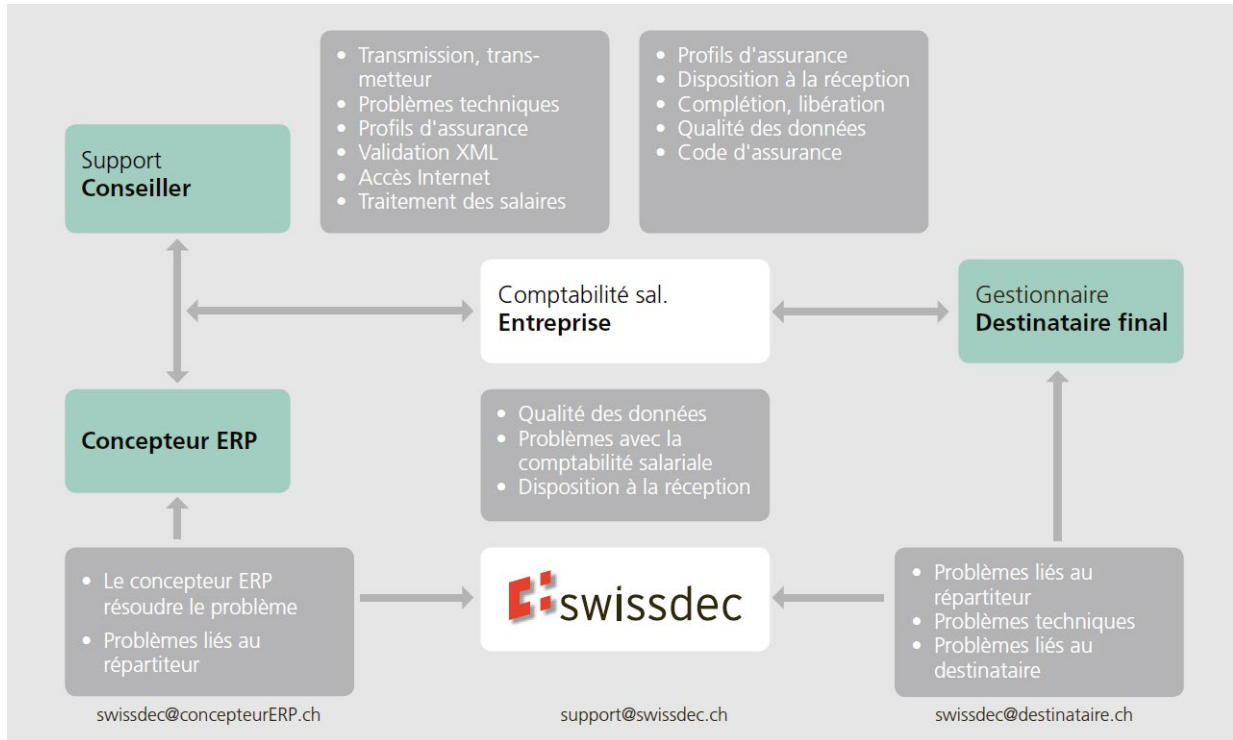 • Transmission, trans-
metteur
• Problèmes techniques
• Profils d'assurance
• Validation XML
• Accès Internet
• Traitement des salaires
• Profils d'assurance
• Disposition à la réception
• Complétion, libération
• Qualité des données
• Code d'assurance
Support
Conseiller
Comptabilité sal.
Entreprise
Gestionnaire
Destinataire final
Concepteur ERP
• Qualité des données
• Problèmes avec la
comptabilité salariale
• Disposition à la réception
• Le concepteur ERP
résoudre le problème
• Problèmes liés au
répartiteur
swissdec
• Problèmes liés au
répartiteur
• Problèmes techniques
• Problèmes liés au
destinataire
swissdec@concepteurERP.ch
support@swissdec.ch
swissdec@destinataire.ch